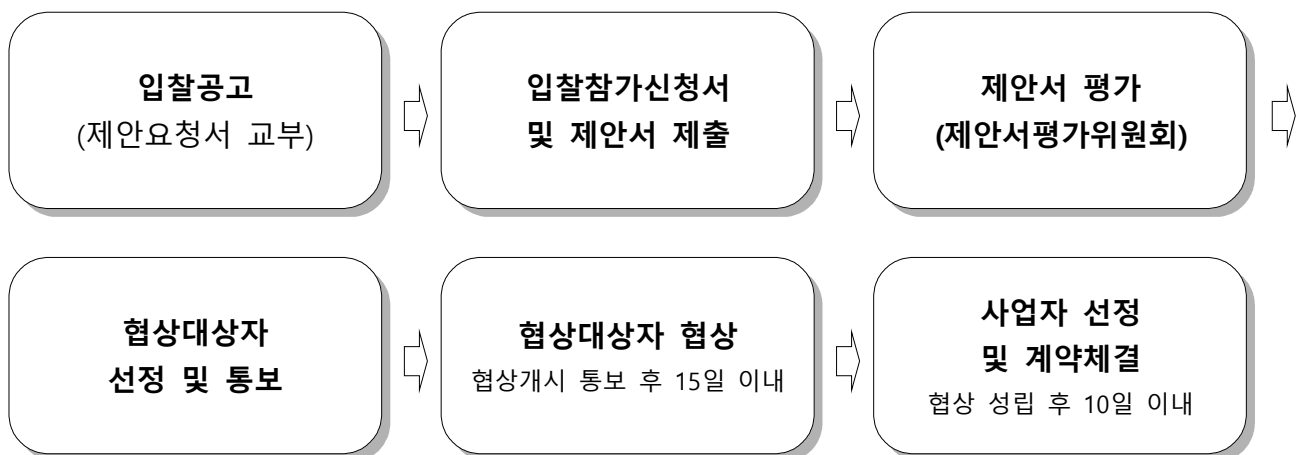 입찰공고
(제안요청서 교부)
입찰참가신청서
및 제안서 제출
제안서 평가
(제안서평가위원회)
협상대상자
선정 및 통보
협상대상자 협상
협상개시 통보 후 15일 이내
사업자 선정
및 계약체결
협상 성립 후 10일 이내